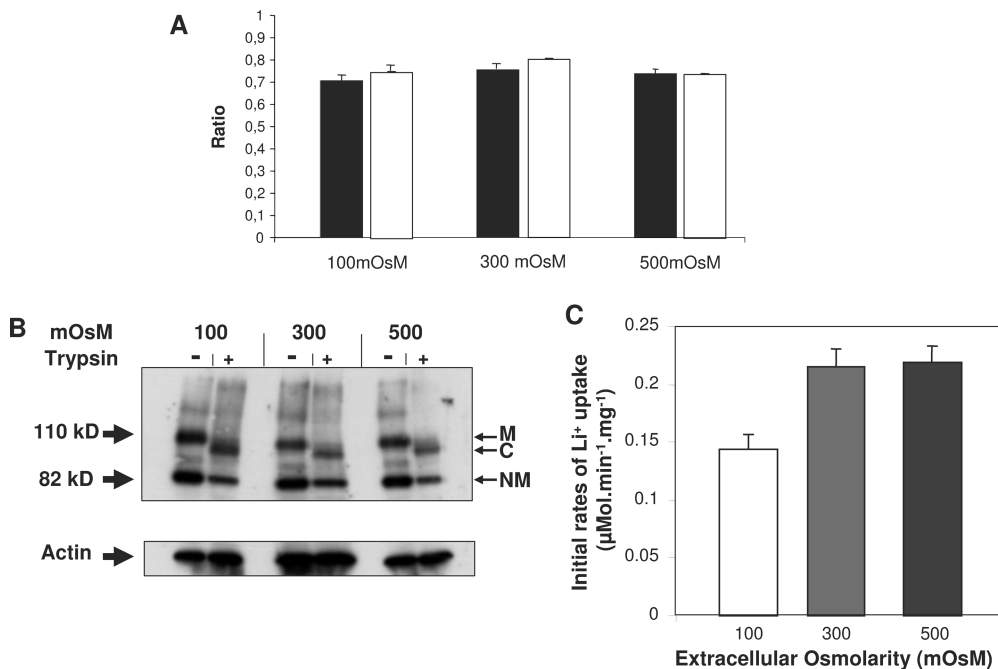 A
1
0,9
0,8
0,7
0,6
0,5
0,4
0,3
0,2
0,1
0
Ratio
100mOsM 300 mOsM 500mOsM
B
mOsM 100 300 500
Trypsin - + - + - +
110 kD
82 kD
M
C
NM
Actin
C
0.25
0.2
0.15
0.1
0.05
0
Initial rates of Li⁺ uptake
(µMol.min⁻¹.mg⁻¹)
100 300 500
Extracellular Osmolarity (mOsM)